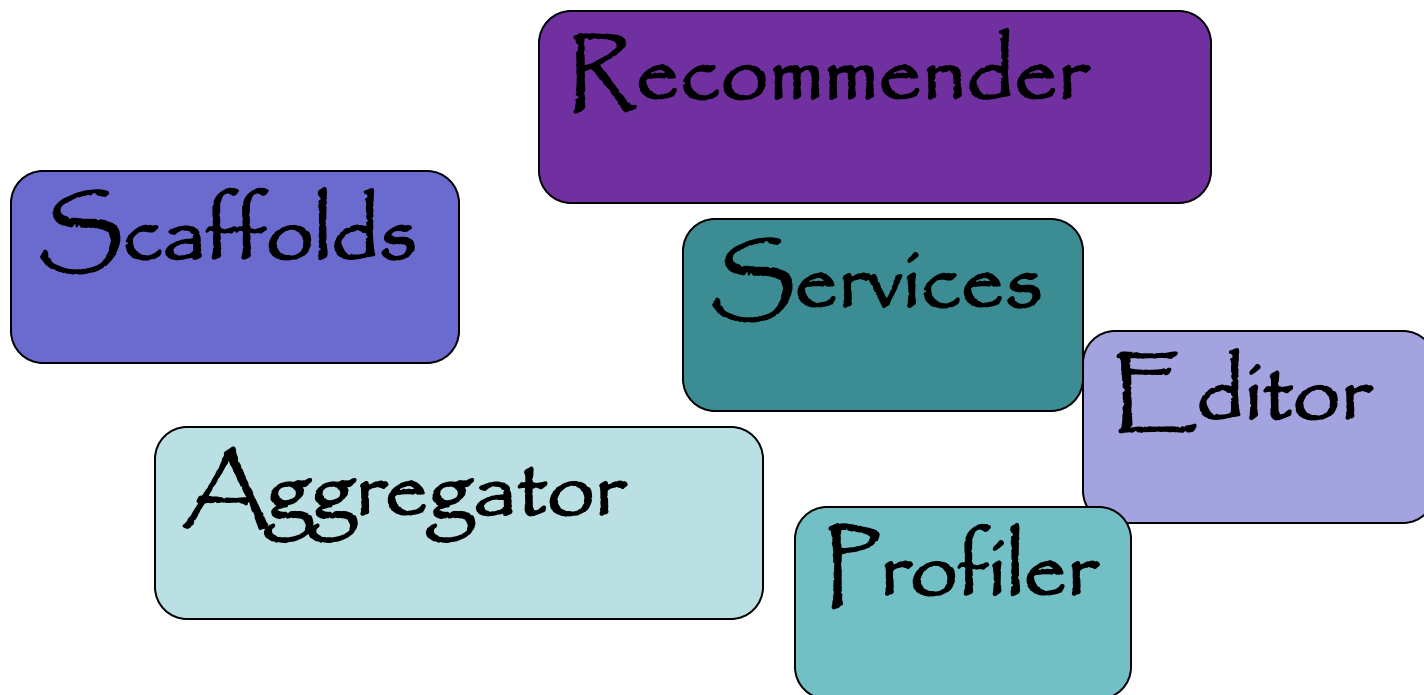 Recommender
Scaffolds
Services
Editor
Aggregator
Profiler